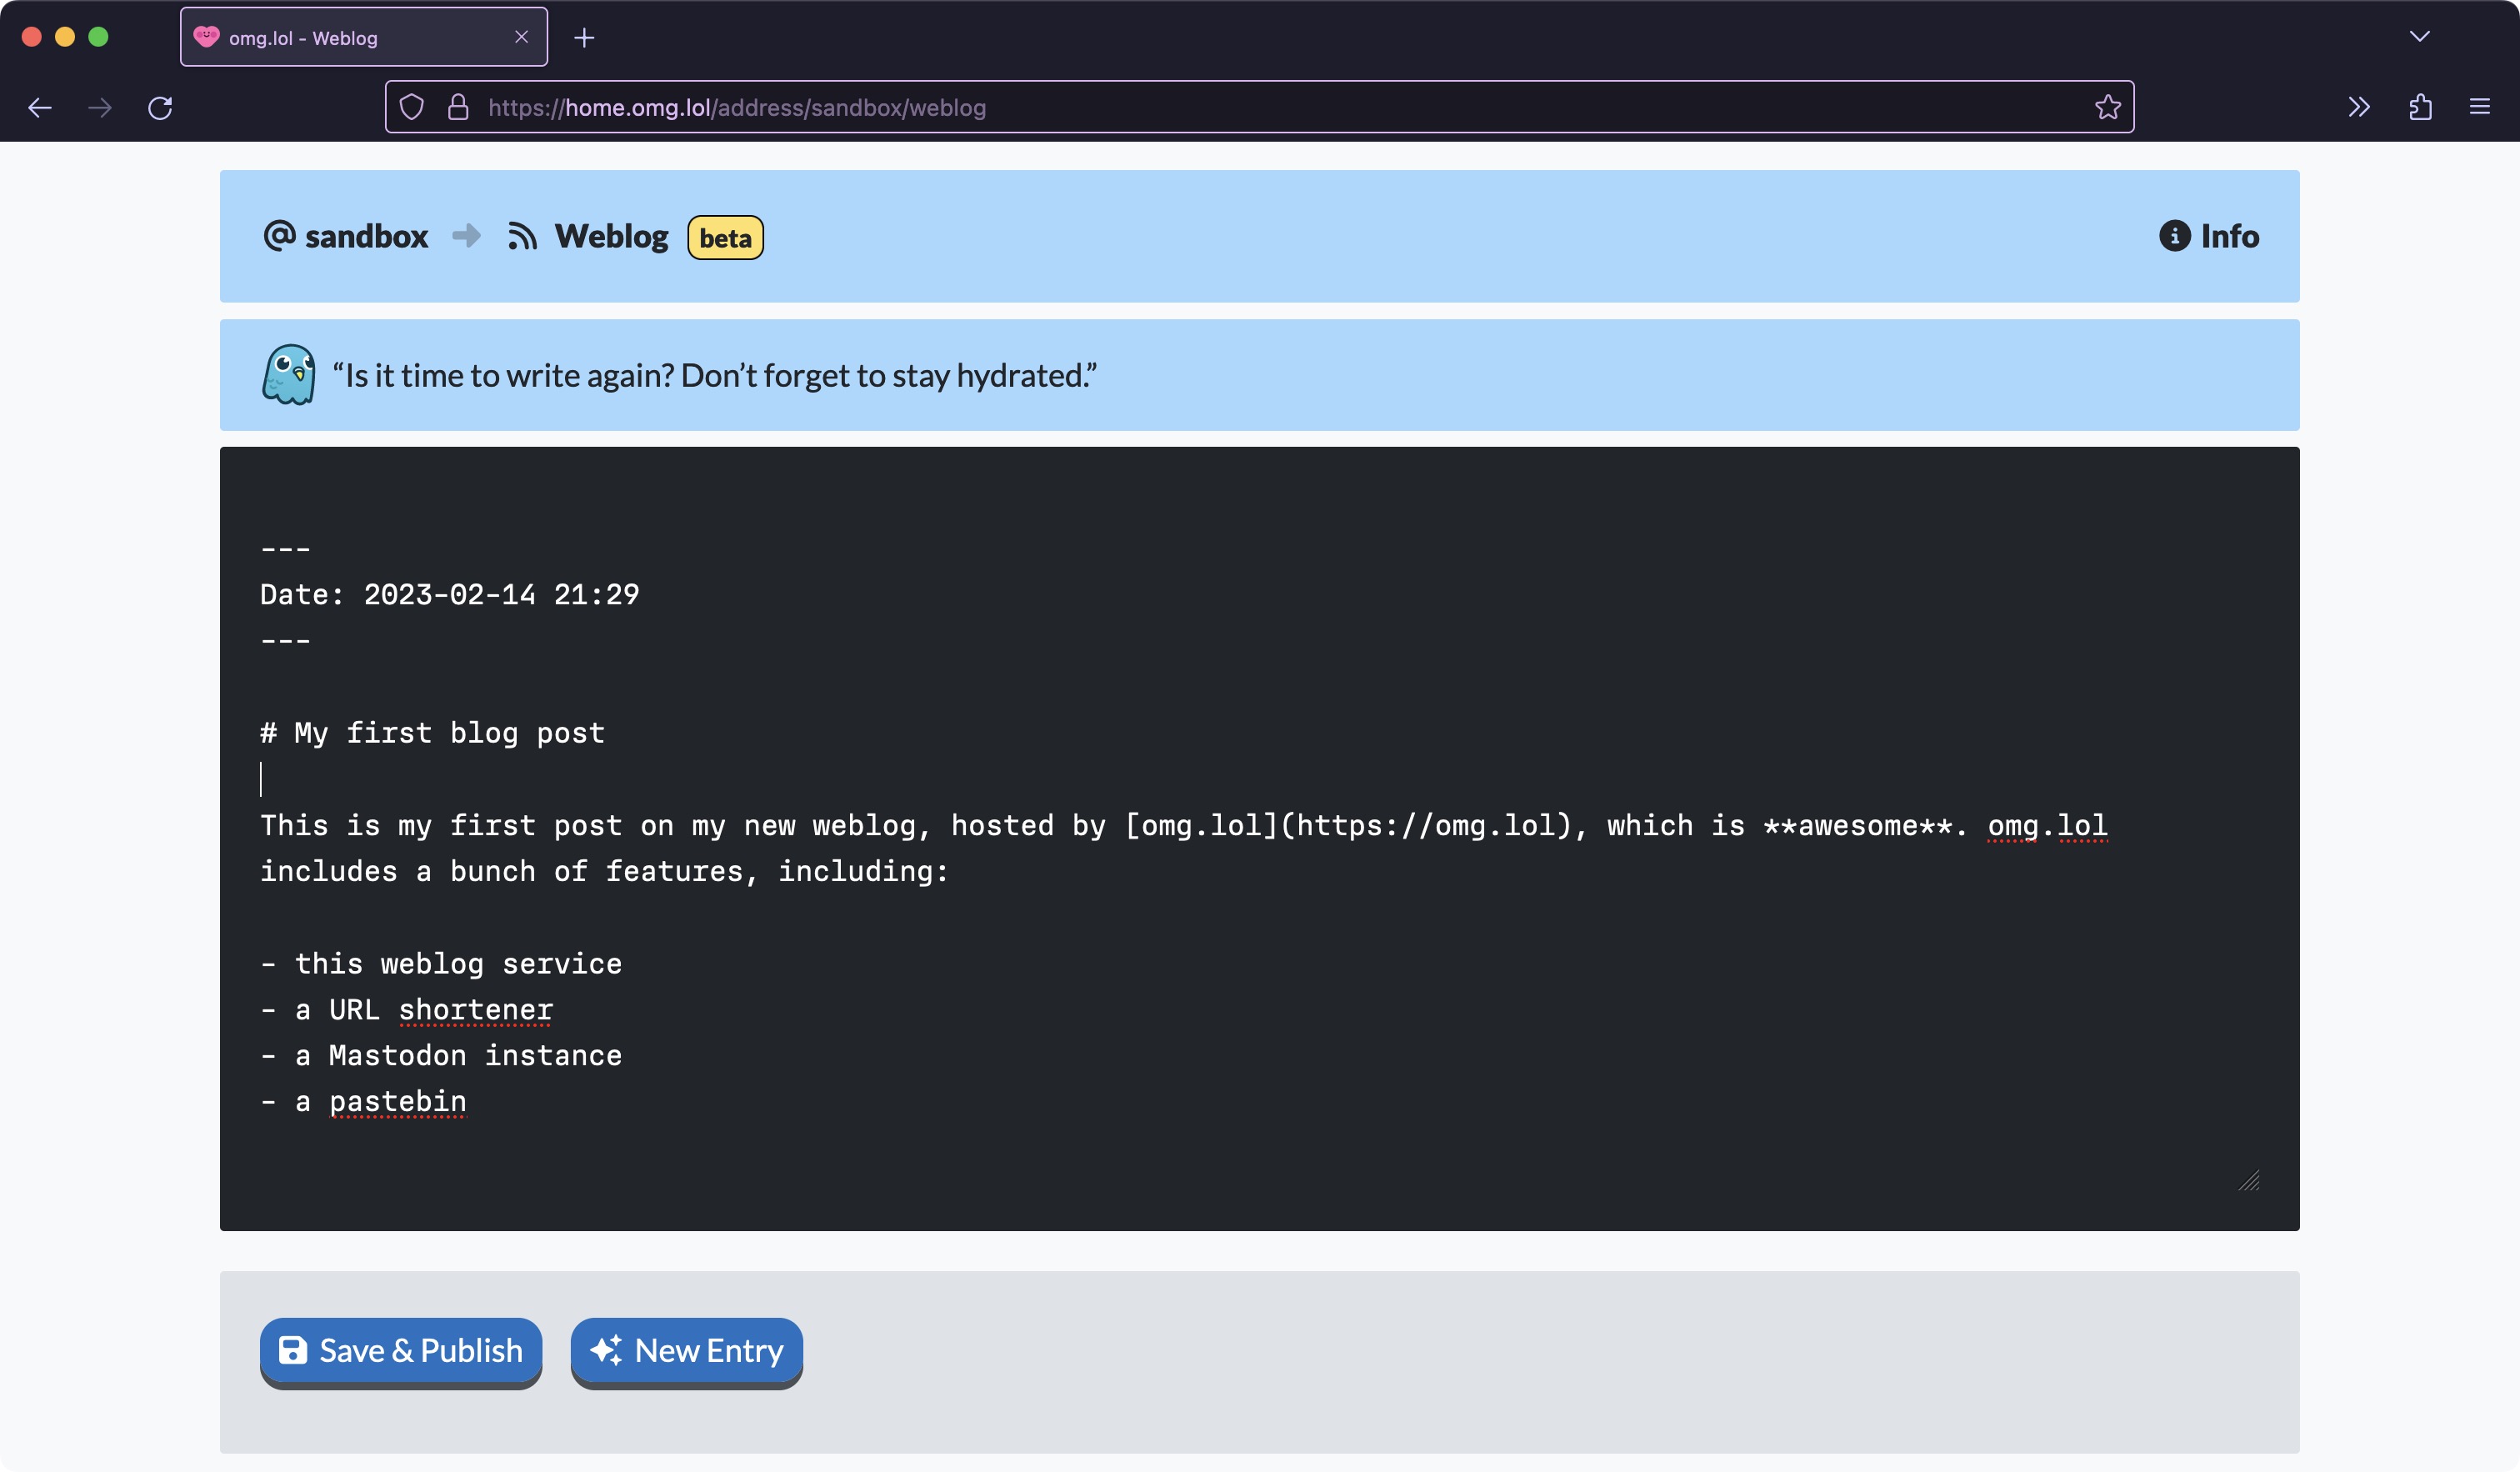 omg.lol - Weblog
https://home.omg.lol/address/sandbox/weblog
@ sandbox Weblog beta Info
“Is it time to write again? Don’t forget to stay hydrated.”
---
Date: 2023-02-14 21:29
---
# My first blog post
This is my first post on my new weblog, hosted by [omg.lol](https://omg.lol), which is **awesome**. omg.lol
includes a bunch of features, including:
- this weblog service
- a URL shortener
- a Mastodon instance
- a pastebin
Save & Publish New Entry